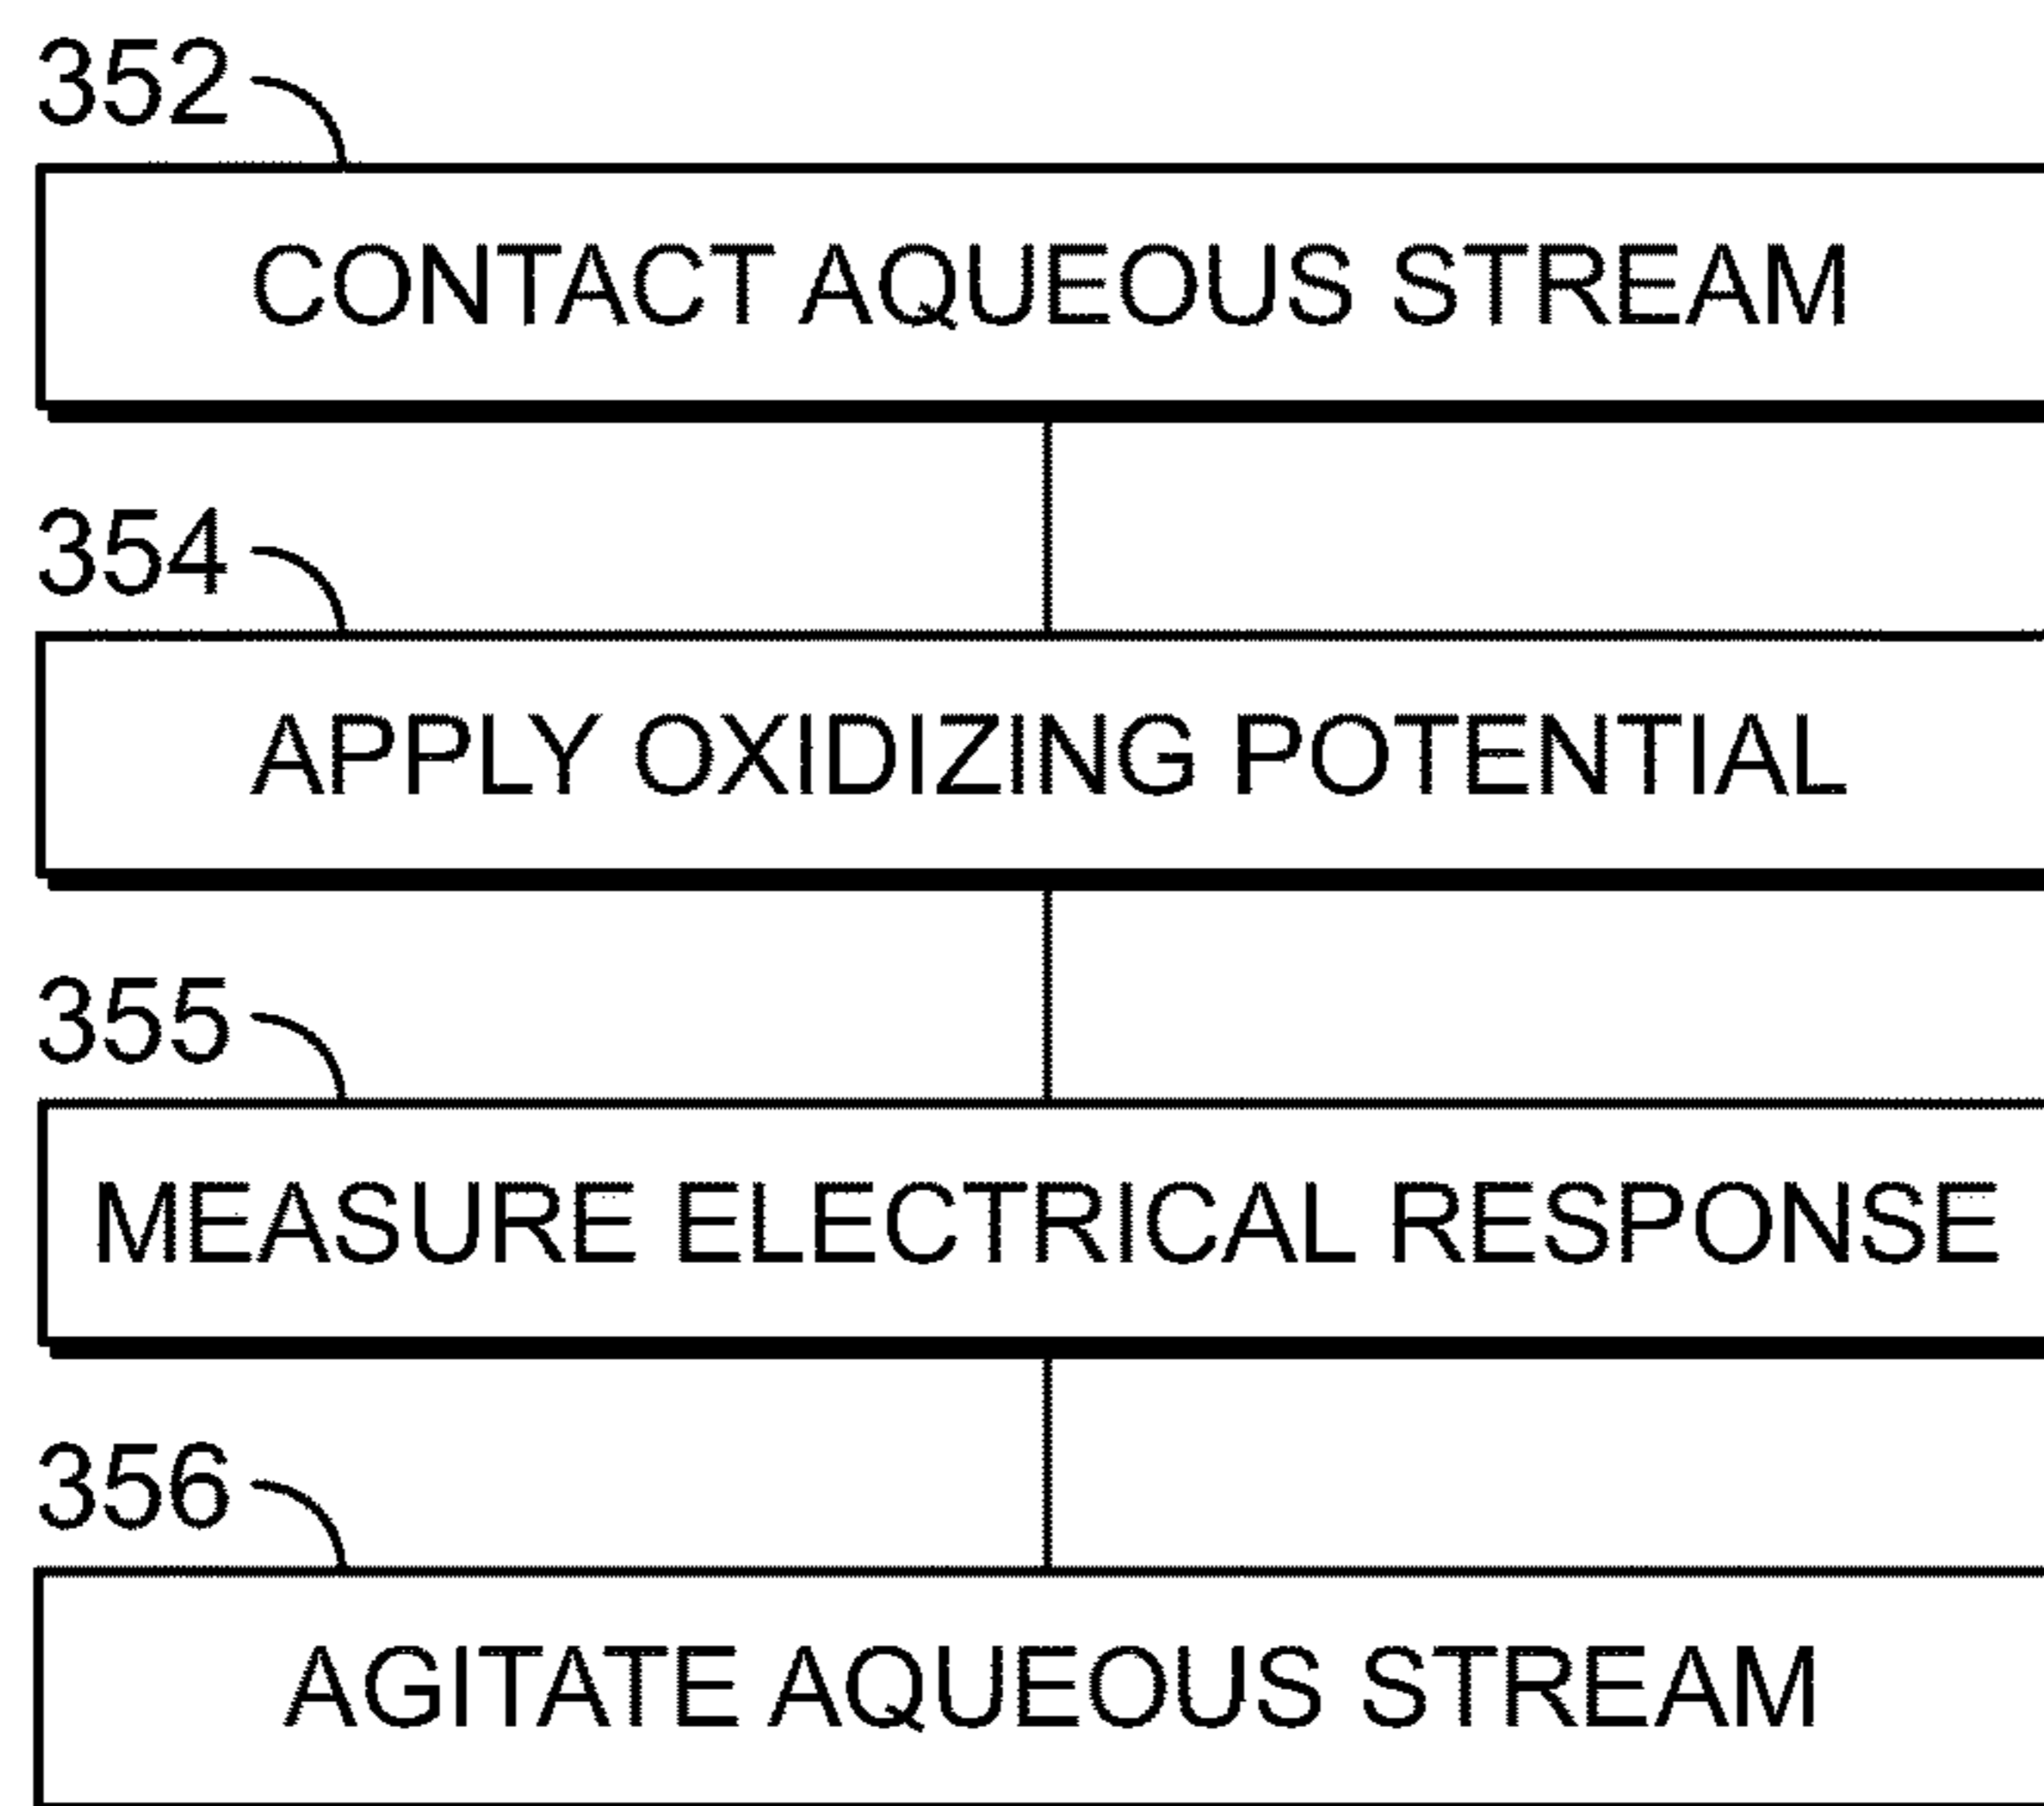 352
CONTACT AQUEOUS STREAM
354
APPLY OXIDIZING POTENTIAL
355
MEASURE ELECTRICAL RESPONSE
356
AGITATE AQUEOUS STREAM